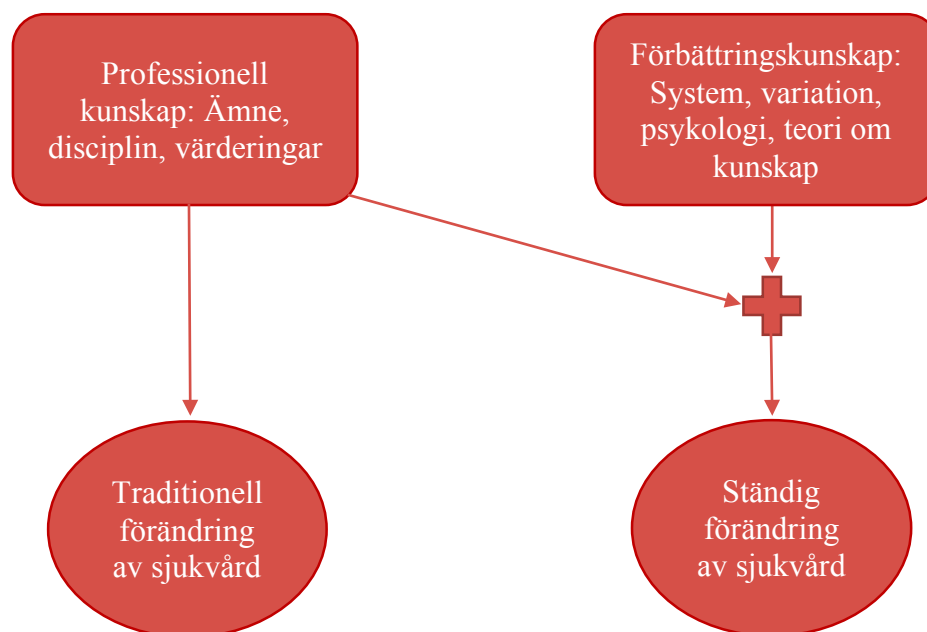 Professionell
kunskap: Ämne,
disciplin, värderingar
Förbättringskunskap:
System, variation,
psykologi, teori om
kunskap
Traditionell
förändring
av sjukvård
Ständig
förändring
av sjukvård